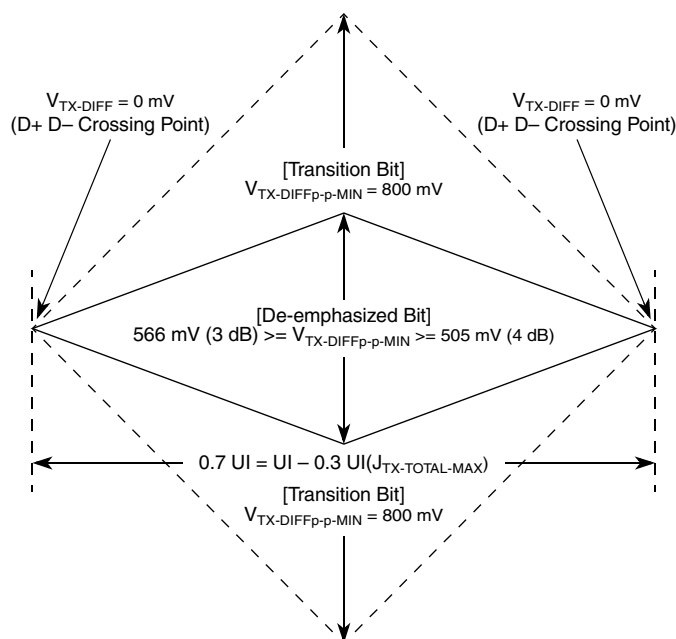 V_TX-DIFF = 0 mV
(D+ D– Crossing Point)
V_TX-DIFF = 0 mV
(D+ D– Crossing Point)
[Transition Bit]
V_TX-DIFFp-p-MIN = 800 mV
[De-emphasized Bit]
566 mV (3 dB) >= V_TX-DIFFp-p-MIN >= 505 mV (4 dB)
0.7 UI = UI – 0.3 UI(J_TX-TOTAL-MAX)
[Transition Bit]
V_TX-DIFFp-p-MIN = 800 mV